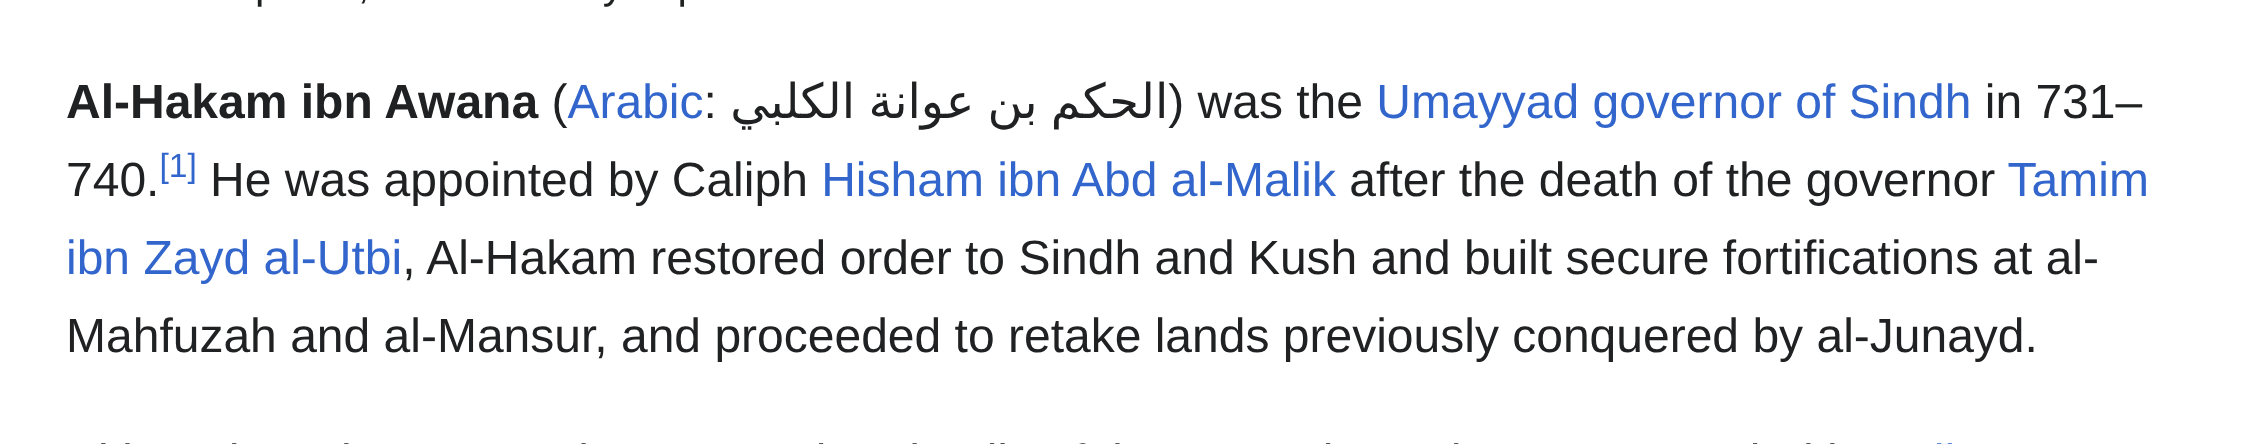 Al-Hakam ibn Awana (Arabic: الحكم بن عوانة الكلبي) was the Umayyad governor of Sindh in 731–
740.[1] He was appointed by Caliph Hisham ibn Abd al-Malik after the death of the governor Tamim
ibn Zayd al-Utbi, Al-Hakam restored order to Sindh and Kush and built secure fortifications at al-
Mahfuzah and al-Mansur, and proceeded to retake lands previously conquered by al-Junayd.